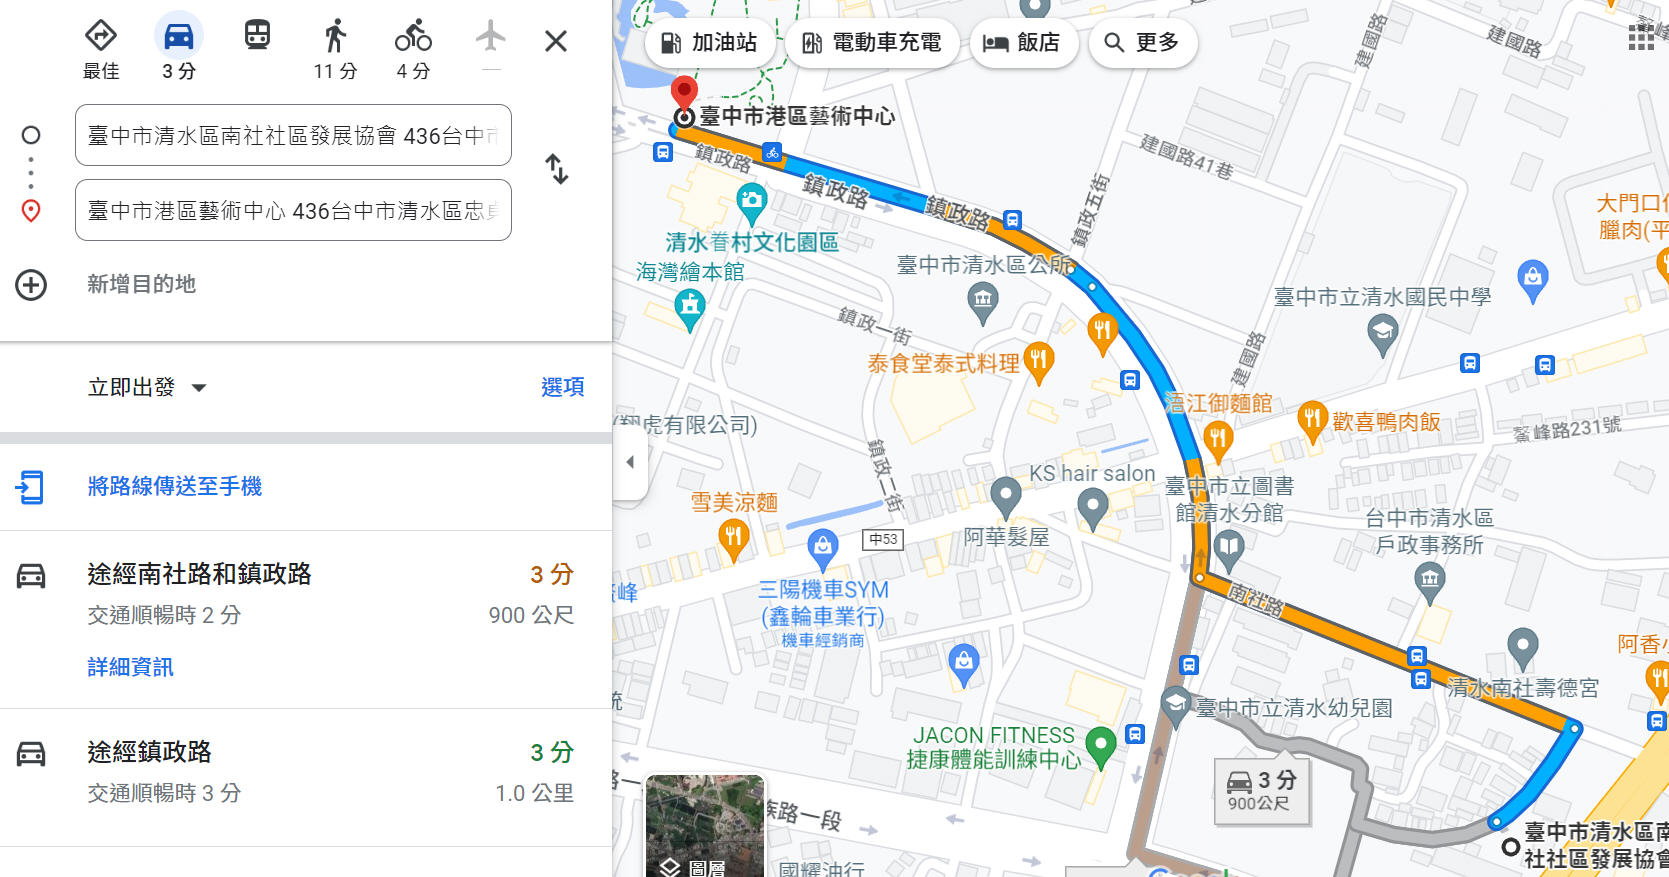 最佳
3 分
11 分
4 分
臺中市清水區南社社區發展協會 436台中市
臺中市港區藝術中心 436台中市清水區忠貞
新增目的地
立即出發
選項
將路線傳送至手機
途經南社路和鎮政路
3 分
交通順暢時 2 分
900 公尺
詳細資訊
途經鎮政路
3 分
交通順暢時 3 分
1.0 公里
加油站
電動車充電
飯店
更多
建國路
建國路
臺中市港區藝術中心
鎮政路
鎮政路
鎮政路
建國路41巷
鎮政五街
清水眷村文化園區
海灣繪本館
臺中市清水區公所
大門口
臘肉(平
臺中市立清水國民中學
鎮政一街
建國路
泰食堂泰式料理
浯江御麵館
歡喜鴨肉飯
鰲峰路231號
(翔虎有限公司)
鎮政二街
KS hair salon
臺中市立圖書
館清水分館
雪美涼麵
中53
阿華髮屋
台中市清水區
戶政事務所
三陽機車SYM
(鑫輪車業行)
機車經銷商
南社路
阿香小
清水南社壽德宮
臺中市立清水幼兒園
JACON FITNESS
捷康體能訓練中心
3 分
900公尺
族路一段
臺中市清水區南
社社區發展協會
圖層
國耀油行